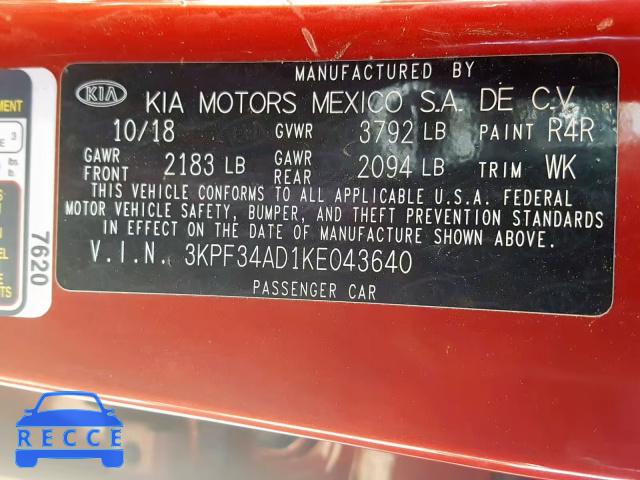 MANUFACTURED BY
KIA KIA MOTORS MEXICO S.A. DE C.V.
10/18 GVWR 3792 LB PAINT R4R
GAWR FRONT 2183 LB GAWR REAR 2094 LB TRIM WK
THIS VEHICLE CONFORMS TO ALL APPLICABLE U.S.A. FEDERAL
MOTOR VEHICLE SAFETY, BUMPER, AND THEFT PREVENTION STANDARDS
IN EFFECT ON THE DATE OF MANUFACTURE SHOWN ABOVE.
V.I.N. 3KPF34AD1KE043640
PASSENGER CAR
3
lbs.
7620
RECCE